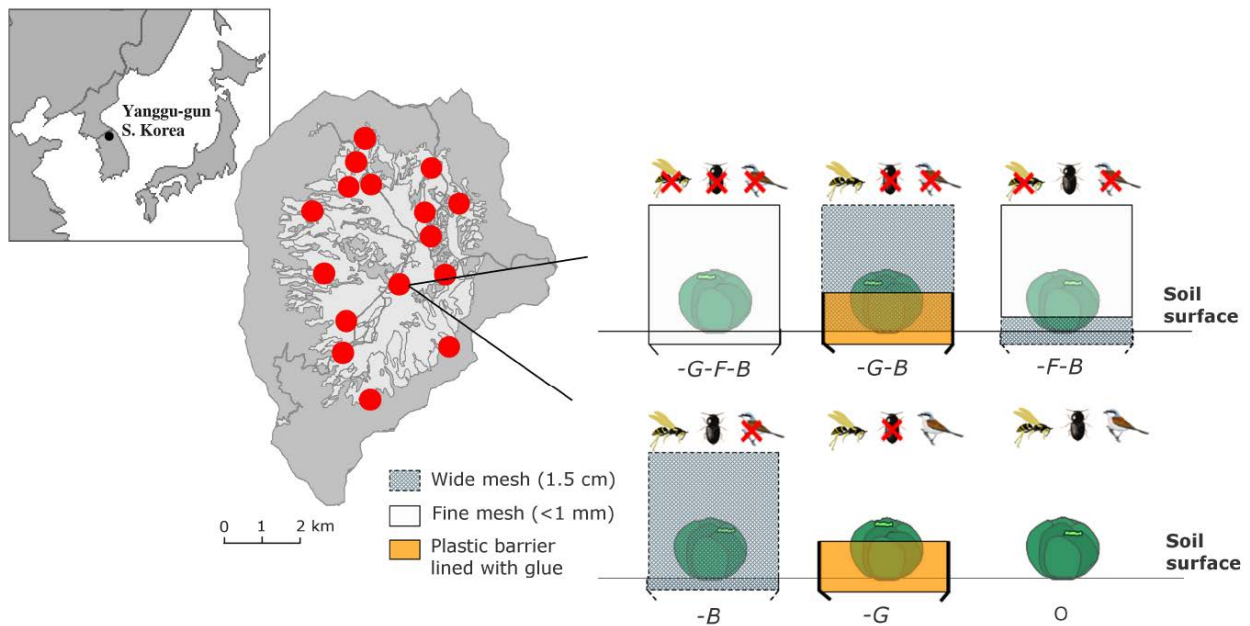 Yanggu-gun
S. Korea
Soil
surface
-G-F-B
-G-B
-F-B
Wide mesh (1.5 cm)
Fine mesh (<1 mm)
Plastic barrier
lined with glue
0 1 2 km
Soil
surface
-B
-G
O